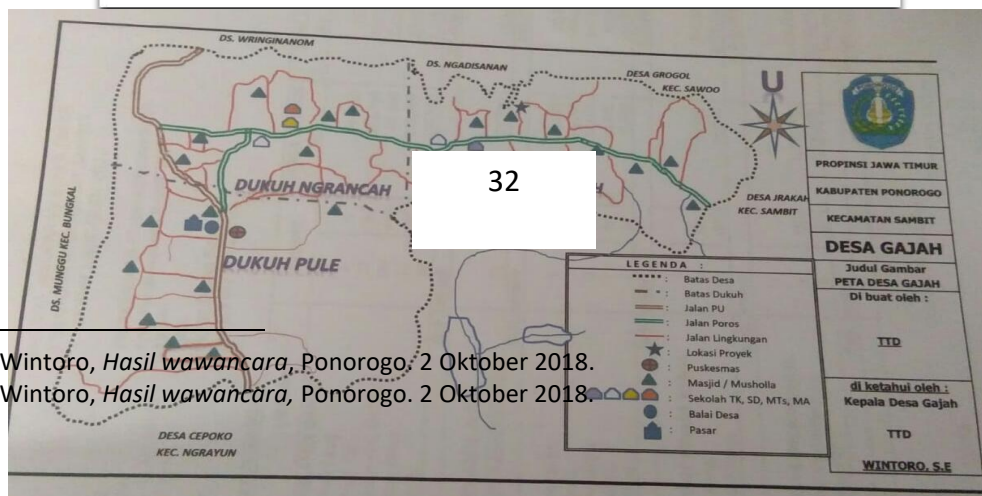 DS. WRINGINANOM
DS. NGADISANAN
DESA GROGOL
KEC. SAWOO
U
PROPINSI JAWA TIMUR
KABUPATEN PONOROGO
KECAMATAN SAMBIT
DESA GAJAH
Judul Gambar
PETA DESA GAJAH
Di buat oleh :
TTD
di ketahui oleh :
Kepala Desa Gajah
TTD
WINTORO, S.E
32
DUKUH NGRANCAH
H
DESA JRAKAH
KEC. SAMBIT
DS. MUNGGU KEC. BUNGKAL
DUKUH PULE
LEGENDA :
: Batas Desa
: Batas Dukuh
: Jalan PU
: Jalan Poros
: Jalan Lingkungan
: Lokasi Proyek
: Puskesmas
: Masjid / Musholla
: Sekolah TK, SD, MTs, MA
: Balai Desa
: Pasar
Wintoro, Hasil wawancara, Ponorogo. 2 Oktober 2018.
Wintoro, Hasil wawancara, Ponorogo. 2 Oktober 2018.
DESA CEPOKO
KEC. NGRAYUN